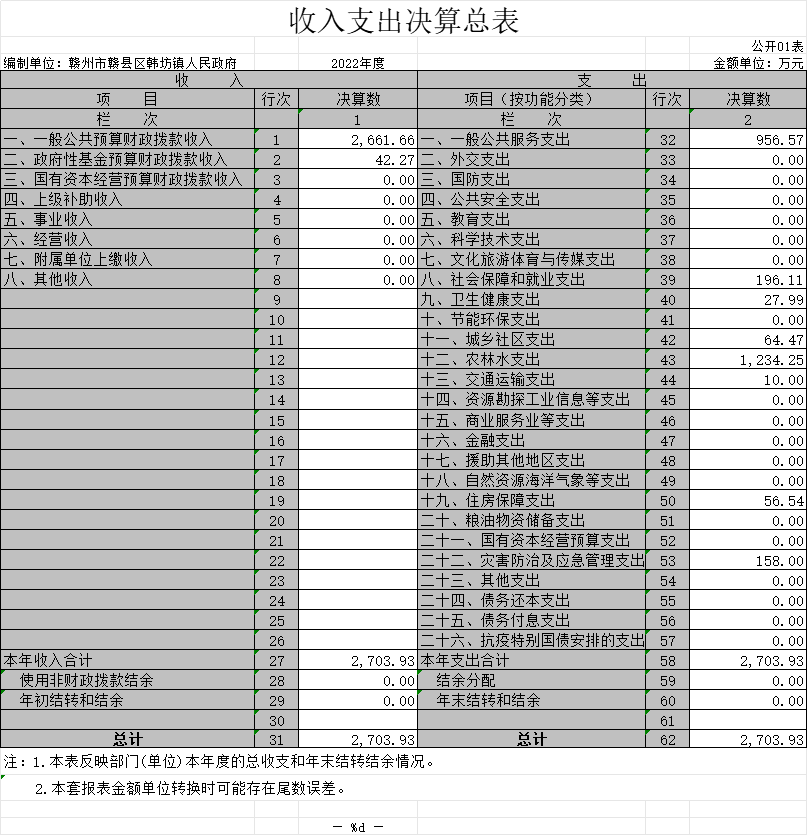 收入支出决算总表
公开01表
编制单位：赣州市赣县区韩坊镇人民政府 2022年度 金额单位：万元
收 入 支 出
项 目 行次 决算数 项目（按功能分类） 行次 决算数
栏 次 1 栏 次 2
一、一般公共预算财政拨款收入 1 2,661.66 一、一般公共服务支出 32 956.57
二、政府性基金预算财政拨款收入 2 42.27 二、外交支出 33 0.00
三、国有资本经营预算财政拨款收入 3 0.00 三、国防支出 34 0.00
四、上级补助收入 4 0.00 四、公共安全支出 35 0.00
五、事业收入 5 0.00 五、教育支出 36 0.00
六、经营收入 6 0.00 六、科学技术支出 37 0.00
七、附属单位上缴收入 7 0.00 七、文化旅游体育与传媒支出 38 0.00
八、其他收入 8 0.00 八、社会保障和就业支出 39 196.11
9 九、卫生健康支出 40 27.99
10 十、节能环保支出 41 0.00
11 十一、城乡社区支出 42 64.47
12 十二、农林水支出 43 1,234.25
13 十三、交通运输支出 44 10.00
14 十四、资源勘探工业信息等支出 45 0.00
15 十五、商业服务业等支出 46 0.00
16 十六、金融支出 47 0.00
17 十七、援助其他地区支出 48 0.00
18 十八、自然资源海洋气象等支出 49 0.00
19 十九、住房保障支出 50 56.54
20 二十、粮油物资储备支出 51 0.00
21 二十一、国有资本经营预算支出 52 0.00
22 二十二、灾害防治及应急管理支出 53 158.00
23 二十三、其他支出 54 0.00
24 二十四、债务还本支出 55 0.00
25 二十五、债务付息支出 56 0.00
26 二十六、抗疫特别国债安排的支出 57 0.00
本年收入合计 27 2,703.93 本年支出合计 58 2,703.93
使用非财政拨款结余 28 0.00 结余分配 59 0.00
年初结转和结余 29 0.00 年末结转和结余 60 0.00
30 61
总计 31 2,703.93 总计 62 2,703.93
注：1.本表反映部门(单位)本年度的总收支和年末结转结余情况。
2.本套报表金额单位转换时可能存在尾数误差。
— %d —